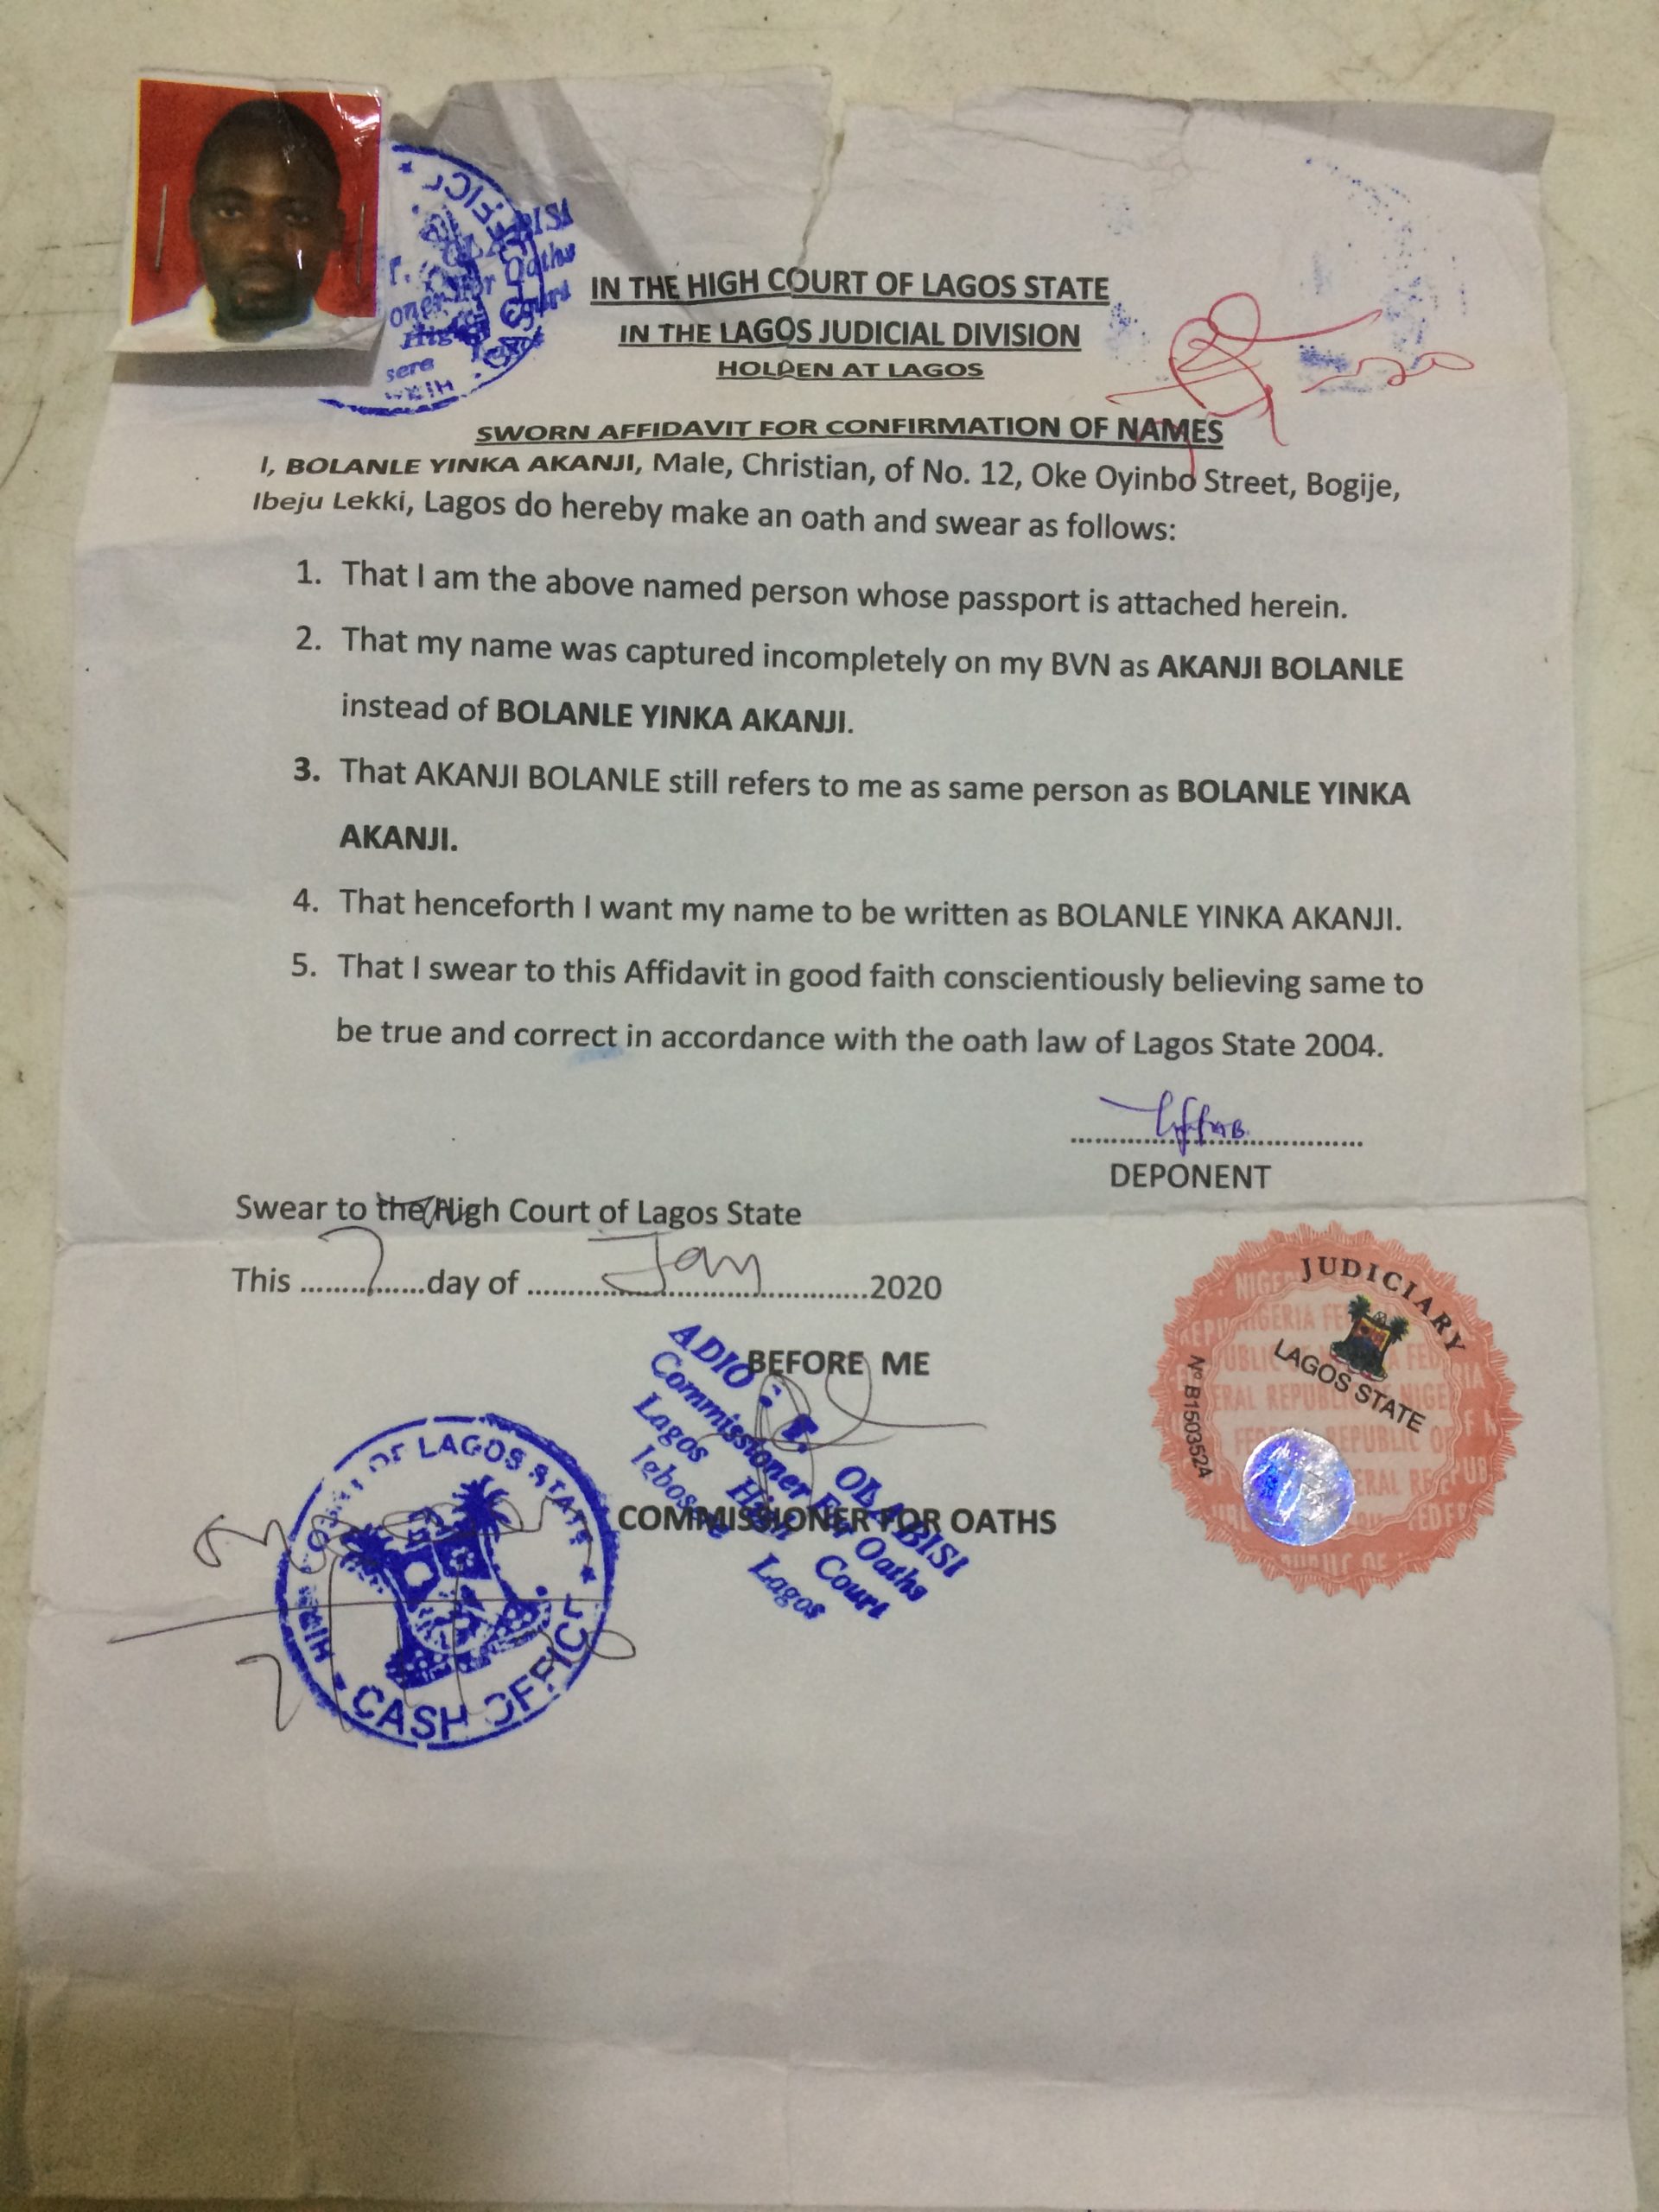 IN THE HIGH COURT OF LAGOS STATE
IN THE LAGOS JUDICIAL DIVISION
HOLDEN AT LAGOS
SWORN AFFIDAVIT FOR CONFIRMATION OF NAMES
I, BOLANLE YINKA AKANJI, Male, Christian, of No. 12, Oke Oyinbo Street, Bogije,
Ibeju Lekki, Lagos do hereby make an oath and swear as follows:
1. That I am the above named person whose passport is attached herein.
2. That my name was captured incompletely on my BVN as AKANJI BOLANLE
instead of BOLANLE YINKA AKANJI.
3. That AKANJI BOLANLE still refers to me as same person as BOLANLE YINKA
AKANJI.
4. That henceforth I want my name to be written as BOLANLE YINKA AKANJI.
5. That I swear to this Affidavit in good faith conscientiously believing same to
be true and correct in accordance with the oath law of Lagos State 2004.
DEPONENT
Swear to the High Court of Lagos State
This ........7......day of ........Jan........2020
BEFORE ME
ADIO : T. OLABISI
Commissioner For Oaths
Lagos High Court
Igbosere Lagos
COMMISSIONER FOR OATHS
HIGH COURT OF LAGOS STATE
CASH OFFICE
JUDICIARY
LAGOS STATE
Nº B150352A